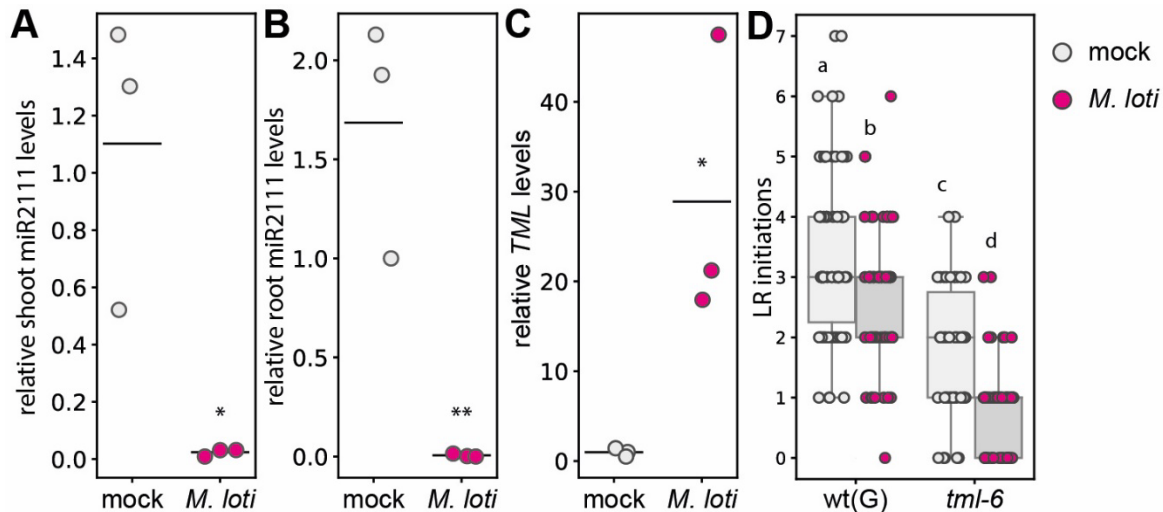 A
relative shoot miR2111 levels
1.4
1.2
1.0
0.8
0.6
0.4
0.2
0.0
*
mock
M. loti
B
relative root miR2111 levels
2.0
1.5
1.0
0.5
0.0
**
mock
M. loti
C
relative TML levels
40
30
20
10
0
*
mock
M. loti
D
LR initiations
7
6
5
4
3
2
1
0
a
b
c
d
wt(G)
tml-6
mock
M. loti